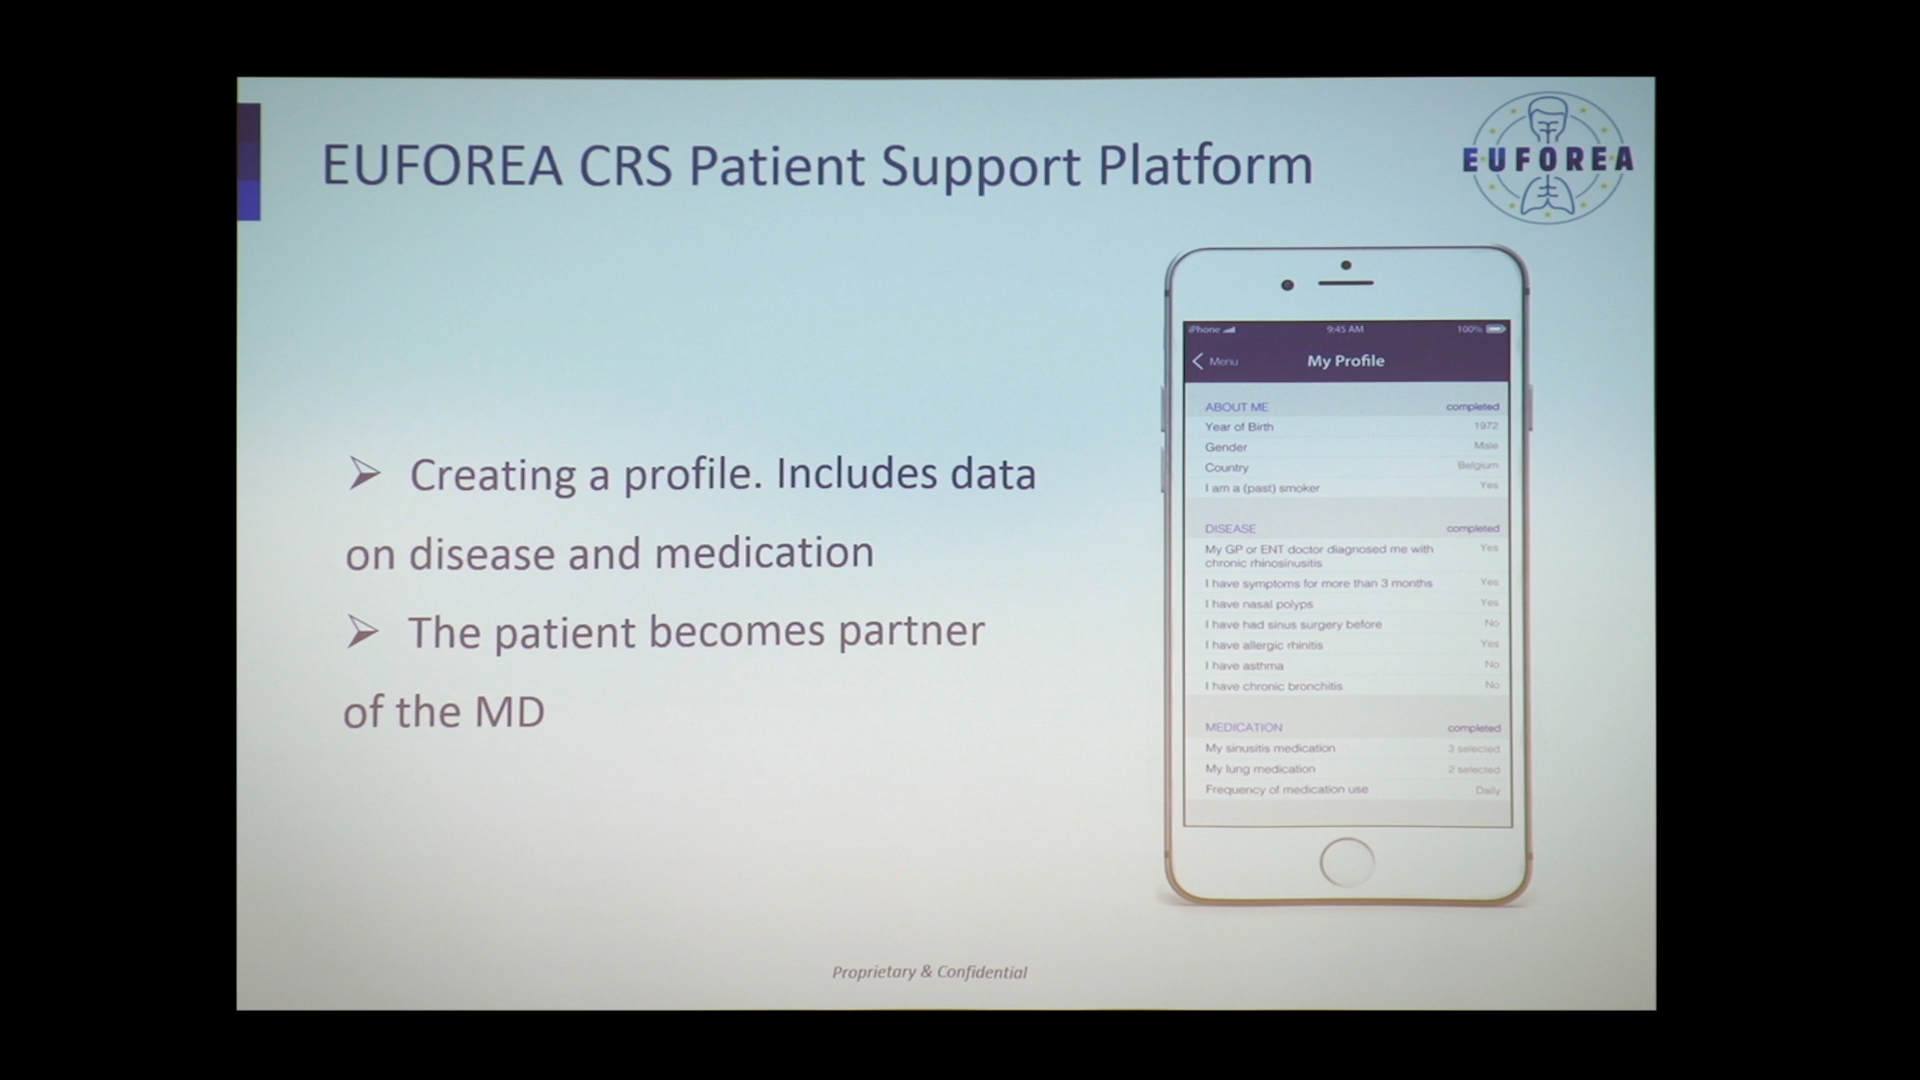 EUFOREA CRS Patient Support Platform
EUFOREA
➢ Creating a profile. Includes data
on disease and medication
➢ The patient becomes partner
of the MD
iPhone 9:45 AM 100%
Menu My Profile
ABOUT ME completed
Year of Birth 1972
Gender Male
Country Belgium
I am a (past) smoker Yes
DISEASE completed
My GP or ENT doctor diagnosed me with Yes
chronic rhinosinusitis
I have symptoms for more than 3 months Yes
I have nasal polyps Yes
I have had sinus surgery before No
I have allergic rhinitis Yes
I have asthma No
I have chronic bronchitis No
MEDICATION completed
My sinusitis medication 3 selected
My lung medication 2 selected
Frequency of medication use Daily
Proprietary & Confidential